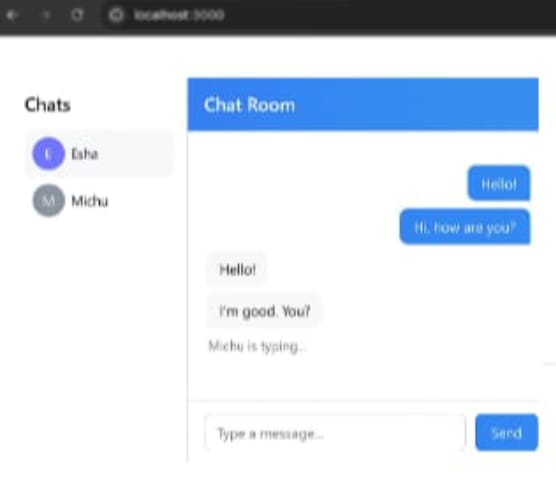 localhost:3000
Chats
Chat Room
E
Esha
M
Michu
Hello!
Hi, how are you?
Hello!
I'm good. You?
Michu is typing...
Type a message...
Send